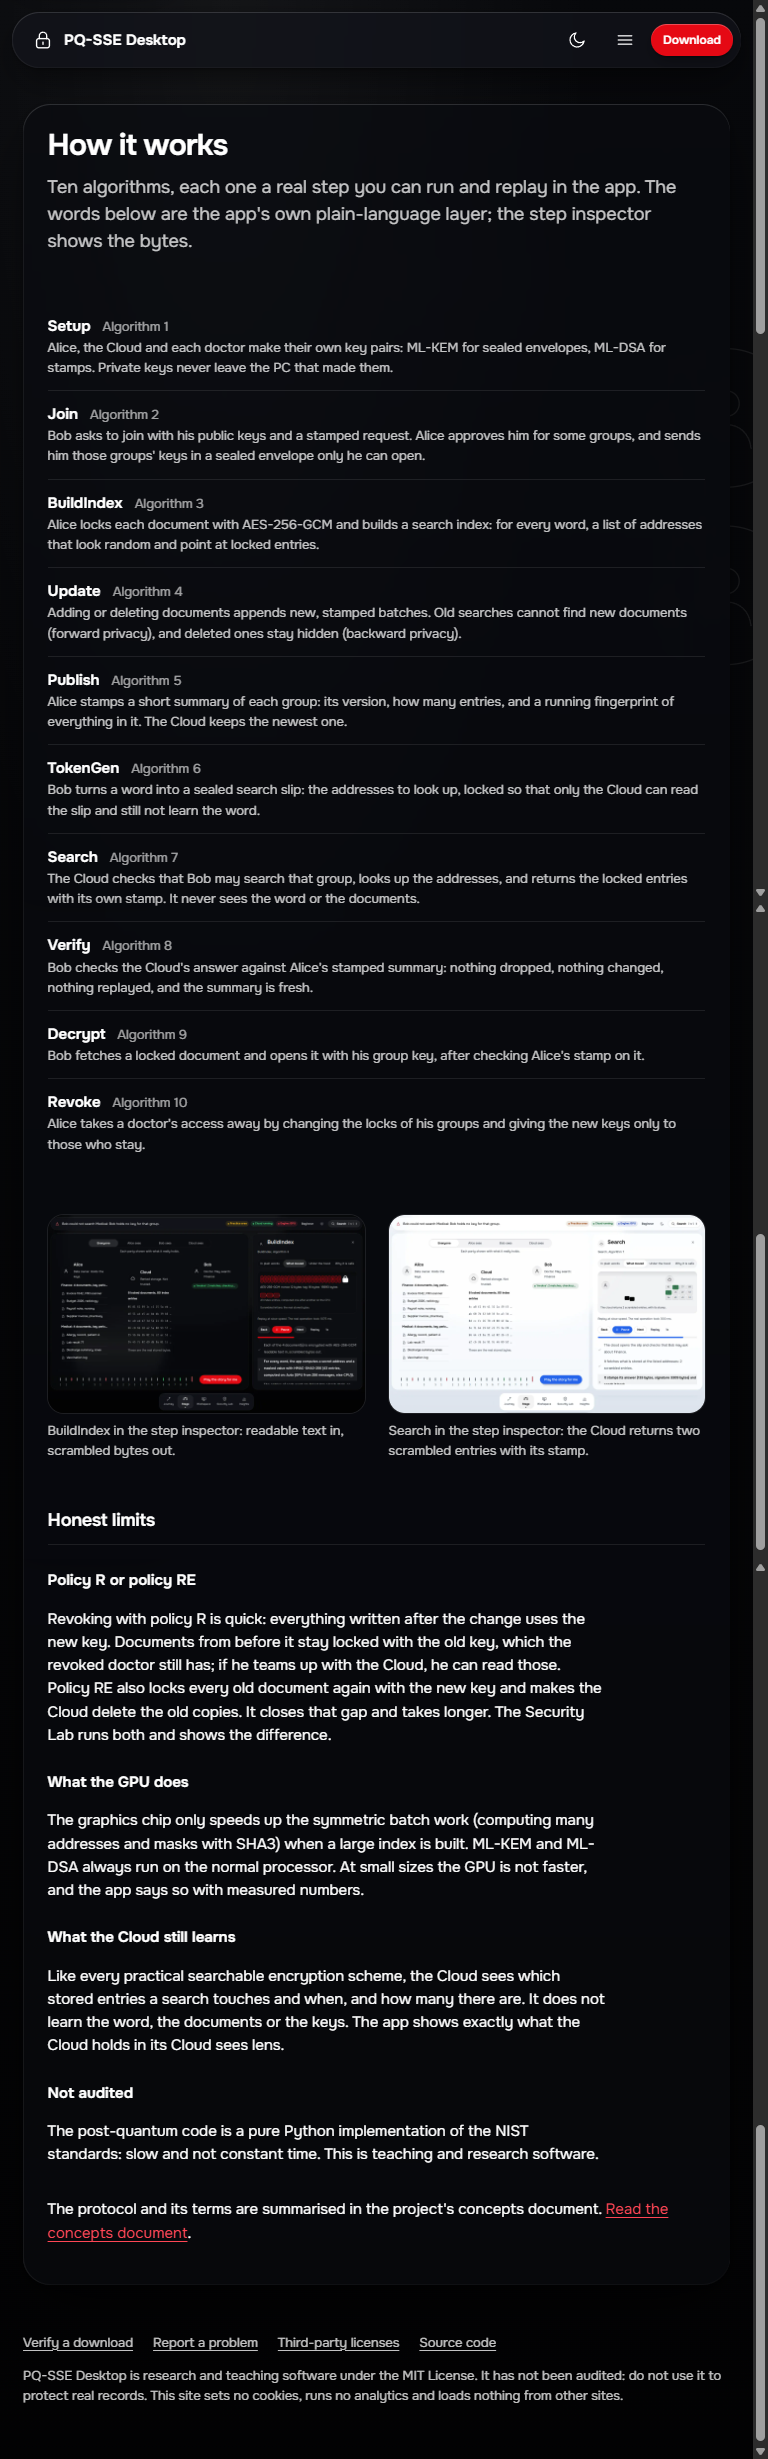 PQ-SSE Desktop
Download
How it works
Ten algorithms, each one a real step you can run and replay in the app. The
words below are the app's own plain-language layer; the step inspector
shows the bytes.
Setup Algorithm 1
Alice, the Cloud and each doctor make their own key pairs: ML-KEM for sealed envelopes, ML-DSA for
stamps. Private keys never leave the PC that made them.
Join Algorithm 2
Bob asks to join with his public keys and a stamped request. Alice approves him for some groups, and sends
him those groups' keys in a sealed envelope only he can open.
BuildIndex Algorithm 3
Alice locks each document with AES-256-GCM and builds a search index: for every word, a list of addresses
that look random and point at locked entries.
Update Algorithm 4
Adding or deleting documents appends new, stamped batches. Old searches cannot find new documents
(forward privacy), and deleted ones stay hidden (backward privacy).
Publish Algorithm 5
Alice stamps a short summary of each group: its version, how many entries, and a running fingerprint of
everything in it. The Cloud keeps the newest one.
TokenGen Algorithm 6
Bob turns a word into a sealed search slip: the addresses to look up, locked so that only the Cloud can read
the slip and still not learn the word.
Search Algorithm 7
The Cloud checks that Bob may search that group, looks up the addresses, and returns the locked entries
with its own stamp. It never sees the word or the documents.
Verify Algorithm 8
Bob checks the Cloud's answer against Alice's stamped summary: nothing dropped, nothing changed,
nothing replayed, and the summary is fresh.
Decrypt Algorithm 9
Bob fetches a locked document and opens it with his group key, after checking Alice's stamp on it.
Revoke Algorithm 10
Alice takes a doctor's access away by changing the locks of his groups and giving the new keys only to
those who stay.
BuildIndex
Search
Alice
Cloud
Bob
Alice
Cloud
Bob
BuildIndex in the step inspector: readable text in,
scrambled bytes out.
Search in the step inspector: the Cloud returns two
scrambled entries with its stamp.
Honest limits
Policy R or policy RE
Revoking with policy R is quick: everything written after the change uses the
new key. Documents from before it stay locked with the old key, which the
revoked doctor still has; if he teams up with the Cloud, he can read those.
Policy RE also locks every old document again with the new key and makes the
Cloud delete the old copies. It closes that gap and takes longer. The Security
Lab runs both and shows the difference.
What the GPU does
The graphics chip only speeds up the symmetric batch work (computing many
addresses and masks with SHA3) when a large index is built. ML-KEM and ML-
DSA always run on the normal processor. At small sizes the GPU is not faster,
and the app says so with measured numbers.
What the Cloud still learns
Like every practical searchable encryption scheme, the Cloud sees which
stored entries a search touches and when, and how many there are. It does not
learn the word, the documents or the keys. The app shows exactly what the
Cloud holds in its Cloud sees lens.
Not audited
The post-quantum code is a pure Python implementation of the NIST
standards: slow and not constant time. This is teaching and research software.
The protocol and its terms are summarised in the project's concepts document. Read the
concepts document.
Verify a download Report a problem Third-party licenses Source code
PQ-SSE Desktop is research and teaching software under the MIT License. It has not been audited: do not use it to
protect real records. This site sets no cookies, runs no analytics and loads nothing from other sites.